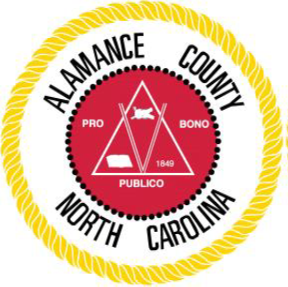 ALAMANCE COUNTY
PRO BONO
1849
PUBLICO
NORTH CAROLINA